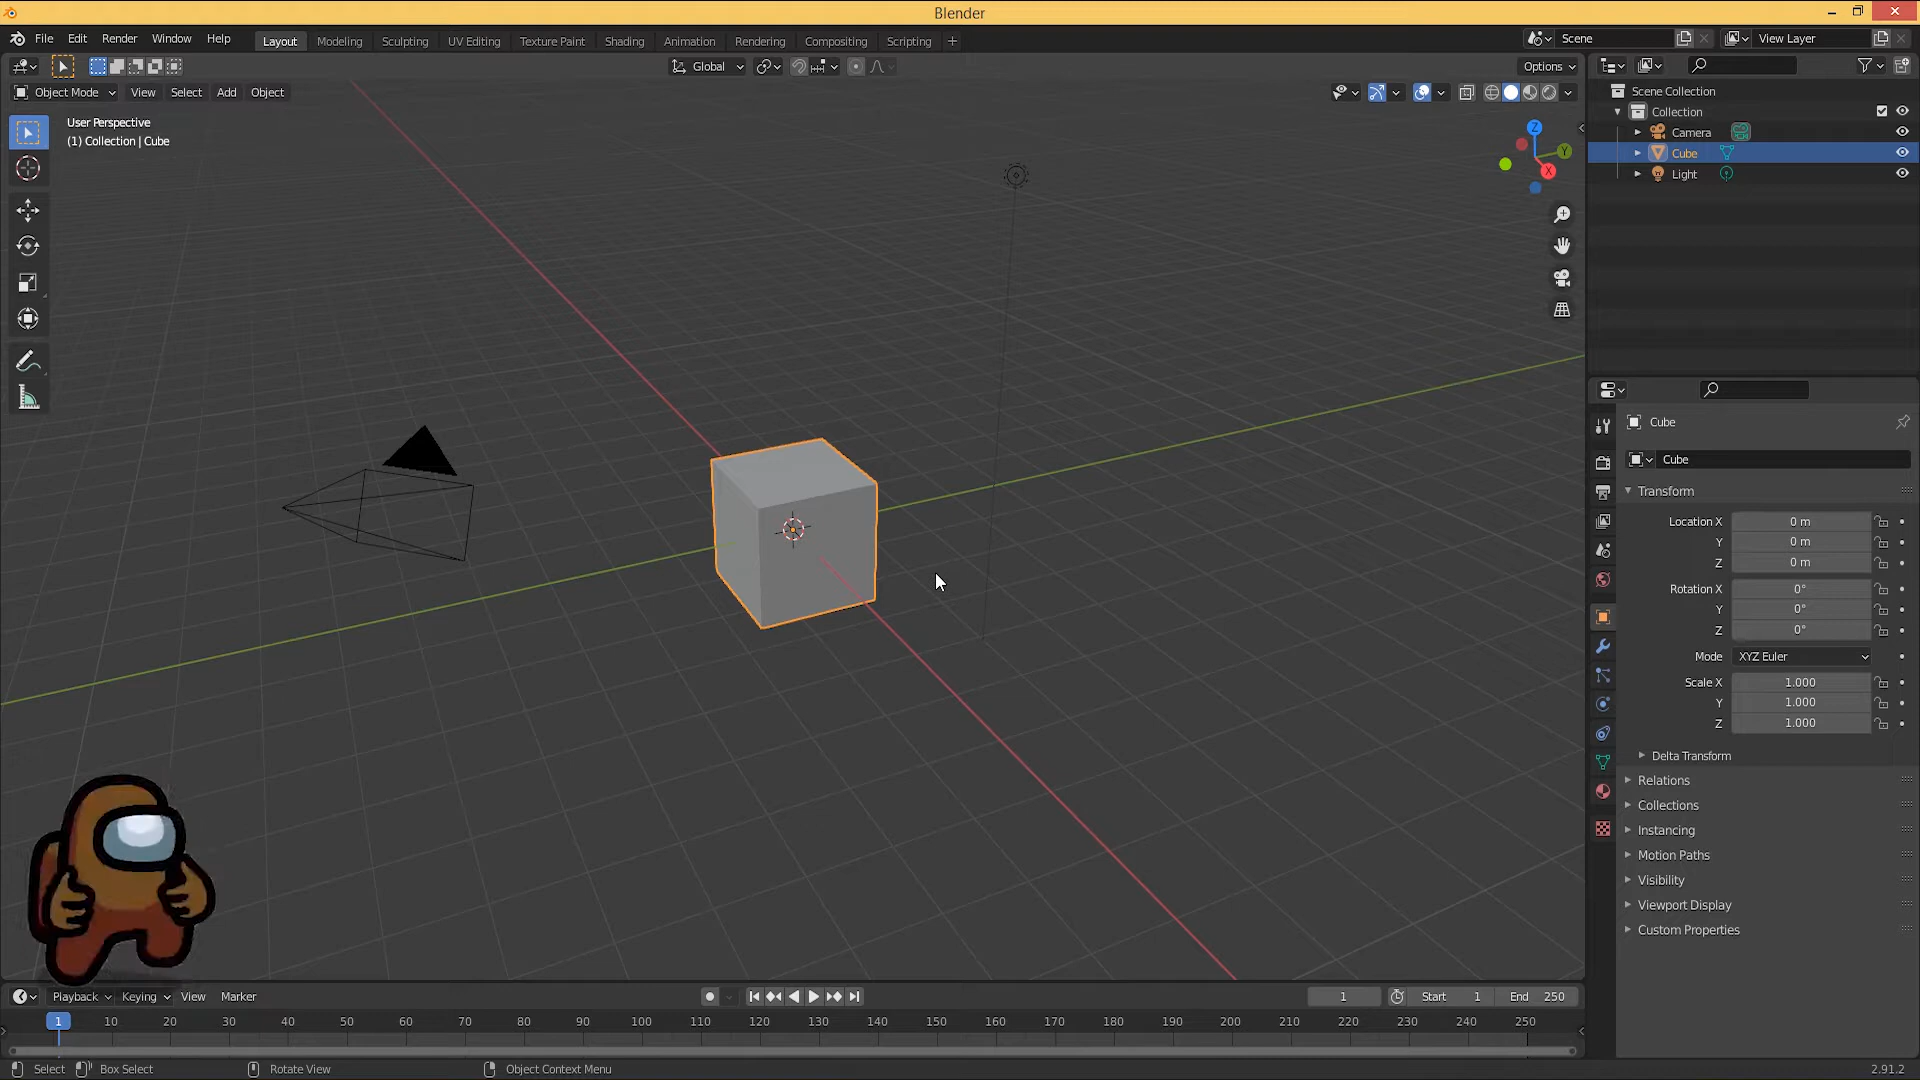 Blender
File Edit Render Window Help Layout Modeling Sculpting UV Editing Texture Paint Shading Animation Rendering Compositing Scripting + Scene View Layer
Global Options
Object Mode View Select Add Object
User Perspective
(1) Collection | Cube
Z
Y
X
Scene Collection
Collection
Camera
Cube
Light
Cube
Cube
Transform
Location X 0 m
Y 0 m
Z 0 m
Rotation X 0°
Y 0°
Z 0°
Mode XYZ Euler
Scale X 1.000
Y 1.000
Z 1.000
Delta Transform
Relations
Collections
Instancing
Motion Paths
Visibility
Viewport Display
Custom Properties
Playback Keying View Marker 1 Start 1 End 250
1 10 20 30 40 50 60 70 80 90 100 110 120 130 140 150 160 170 180 190 200 210 220 230 240 250
Select Box Select Rotate View Object Context Menu 2.91.2